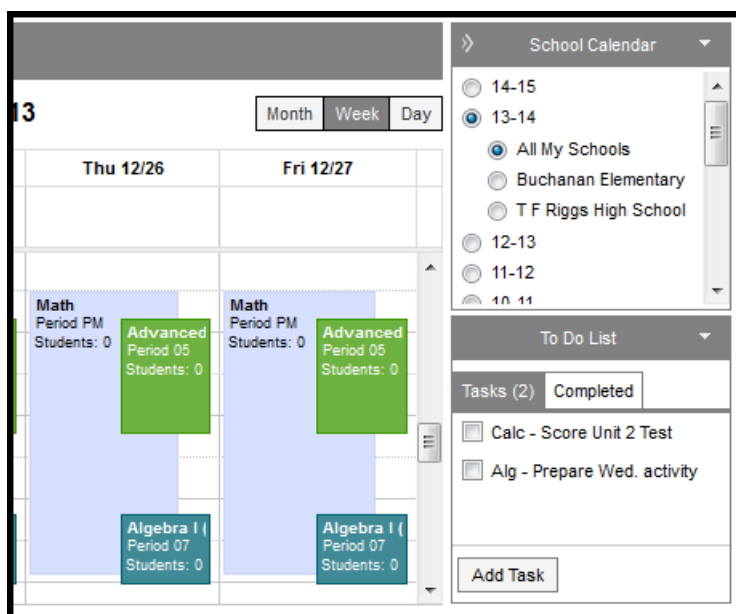 School Calendar
13
Month Week Day
14-15
13-14
All My Schools
Buchanan Elementary
T F Riggs High School
12-13
11-12
10-11
Thu 12/26
Fri 12/27
Math
Period PM
Students: 0
Advanced
Period 05
Students: 0
Algebra I (
Period 07
Students: 0
Math
Period PM
Students: 0
Advanced
Period 05
Students: 0
Algebra I (
Period 07
Students: 0
To Do List
Tasks (2) Completed
Calc - Score Unit 2 Test
Alg - Prepare Wed. activity
Add Task